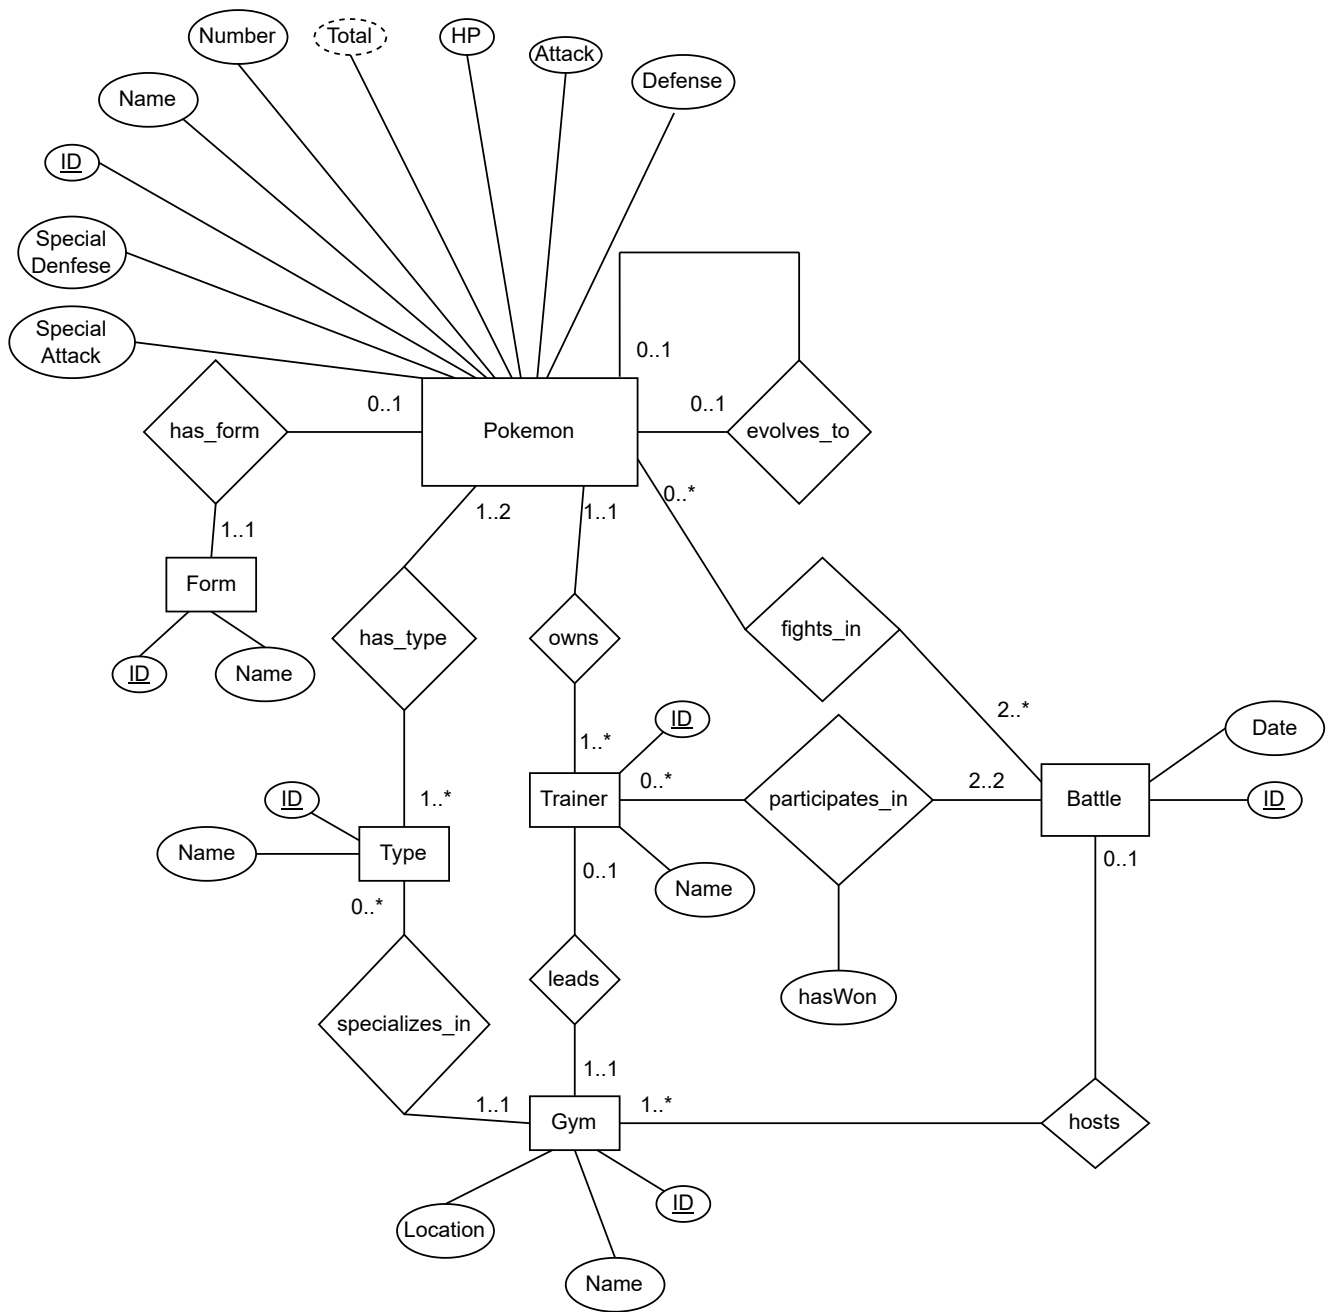 Number
Total
HP
Attack
Defense
Name
ID
Special
Denfese
Special
Attack
0..1
0..1
0..1
has_form
Pokemon
evolves_to
0..*
1..2
1..1
1..1
Form
has_type
owns
fights_in
ID
Name
2..*
ID
Date
1..*
0..*
2..2
1..*
ID
Trainer
participates_in
Battle
ID
Name
Type
0..1
0..1
Name
0..*
leads
hasWon
specializes_in
1..1
1..1
1..*
Gym
hosts
Location
ID
Name